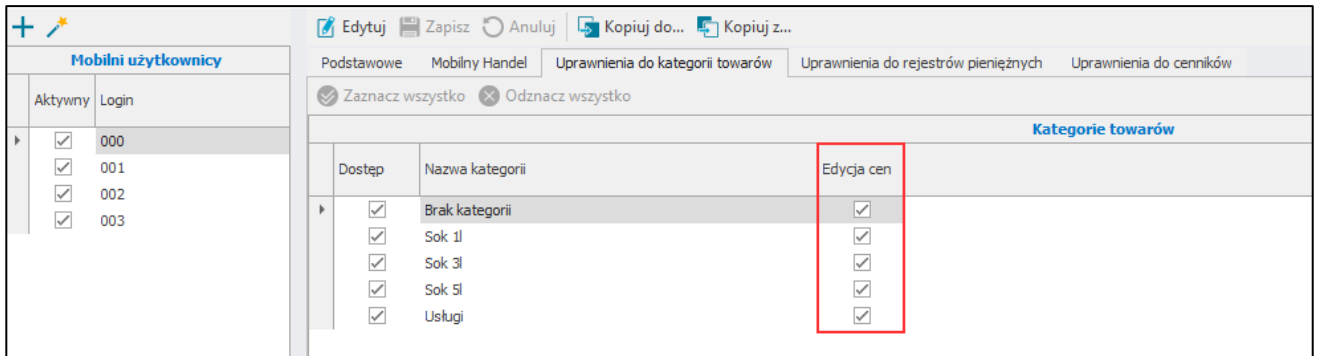 Edytuj Zapisz Anuluj Kopiuj do... Kopiuj z...
Mobilni użytkownicy
Podstawowe Mobilny Handel Uprawnienia do kategorii towarów Uprawnienia do rejestrów pieniężnych Uprawnienia do cenników
Aktywny Login
Zaznacz wszystko Odznacz wszystko
Kategorie towarów
000
001
002
003
Dostęp Nazwa kategorii Edycja cen
Brak kategorii
Sok 1l
Sok 3l
Sok 5l
Usługi